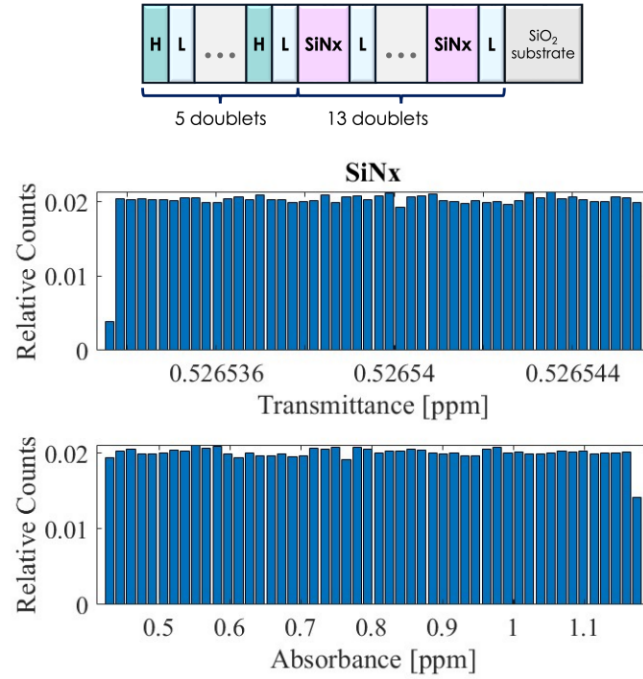 H L ... H L SiNx L ... SiNx L SiO₂
substrate
5 doublets 13 doublets
SiNx
Relative Counts
0.02
0.01
0
0.526536 0.52654 0.526544
Transmittance [ppm]
Relative Counts
0.02
0.01
0
0.5 0.6 0.7 0.8 0.9 1 1.1
Absorbance [ppm]